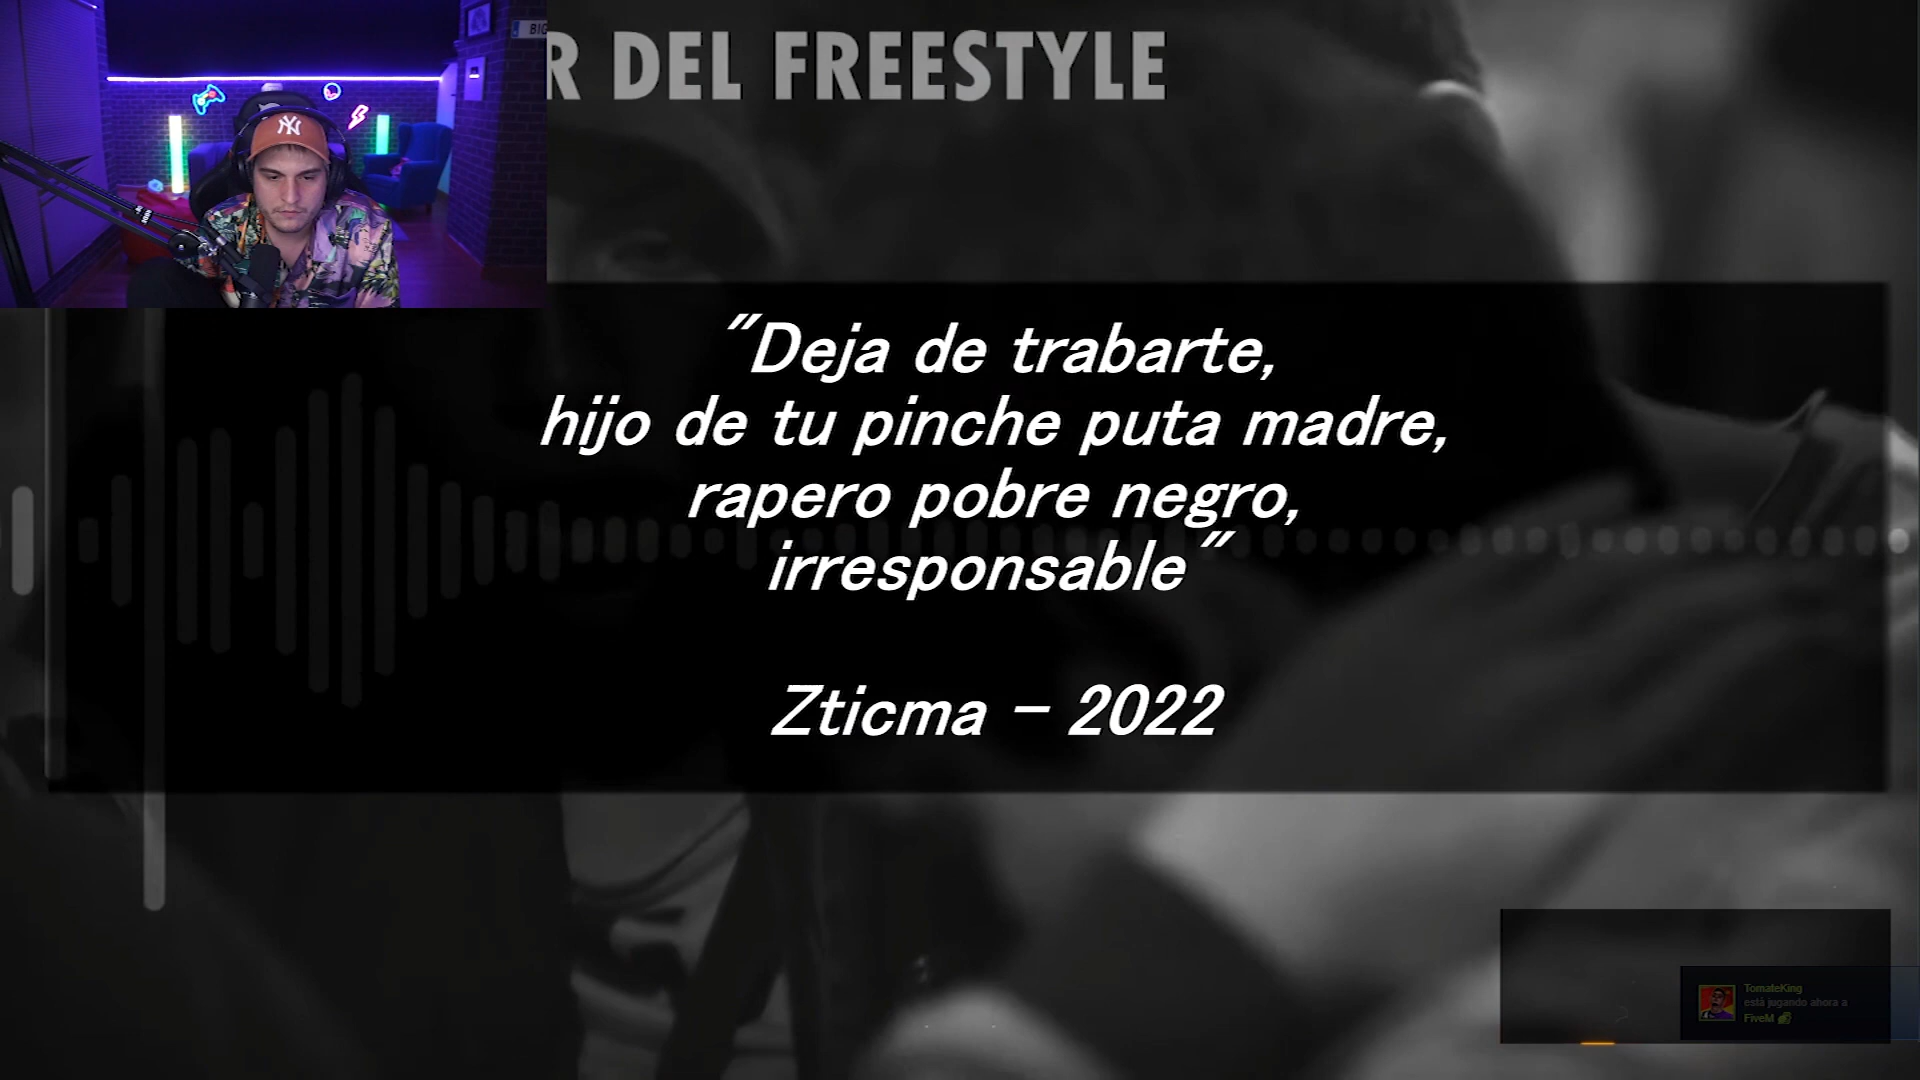 BIG
R DEL FREESTYLE
NY
"Deja de trabarte,
hijo de tu pinche puta madre,
rapero pobre negro,
irresponsable"
Zticma - 2022
TomateKing
está jugando ahora a
FiveM